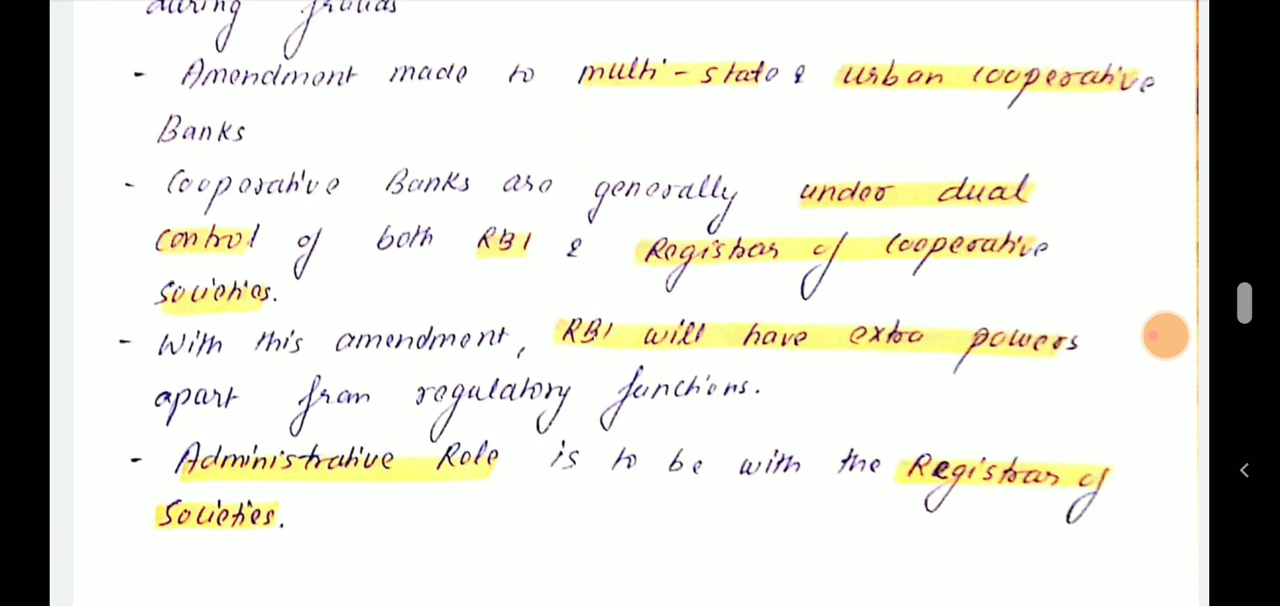 during frauds
- Amendment made to multi-state & urban cooperative
Banks
- Cooperative Banks are generally under dual
control of both RBI & Registrar of Cooperative
Societies.
- With this amendment, RBI will have extra powers
apart from regulatory functions.
- Administrative Role is to be with the Registrar of
Societies.